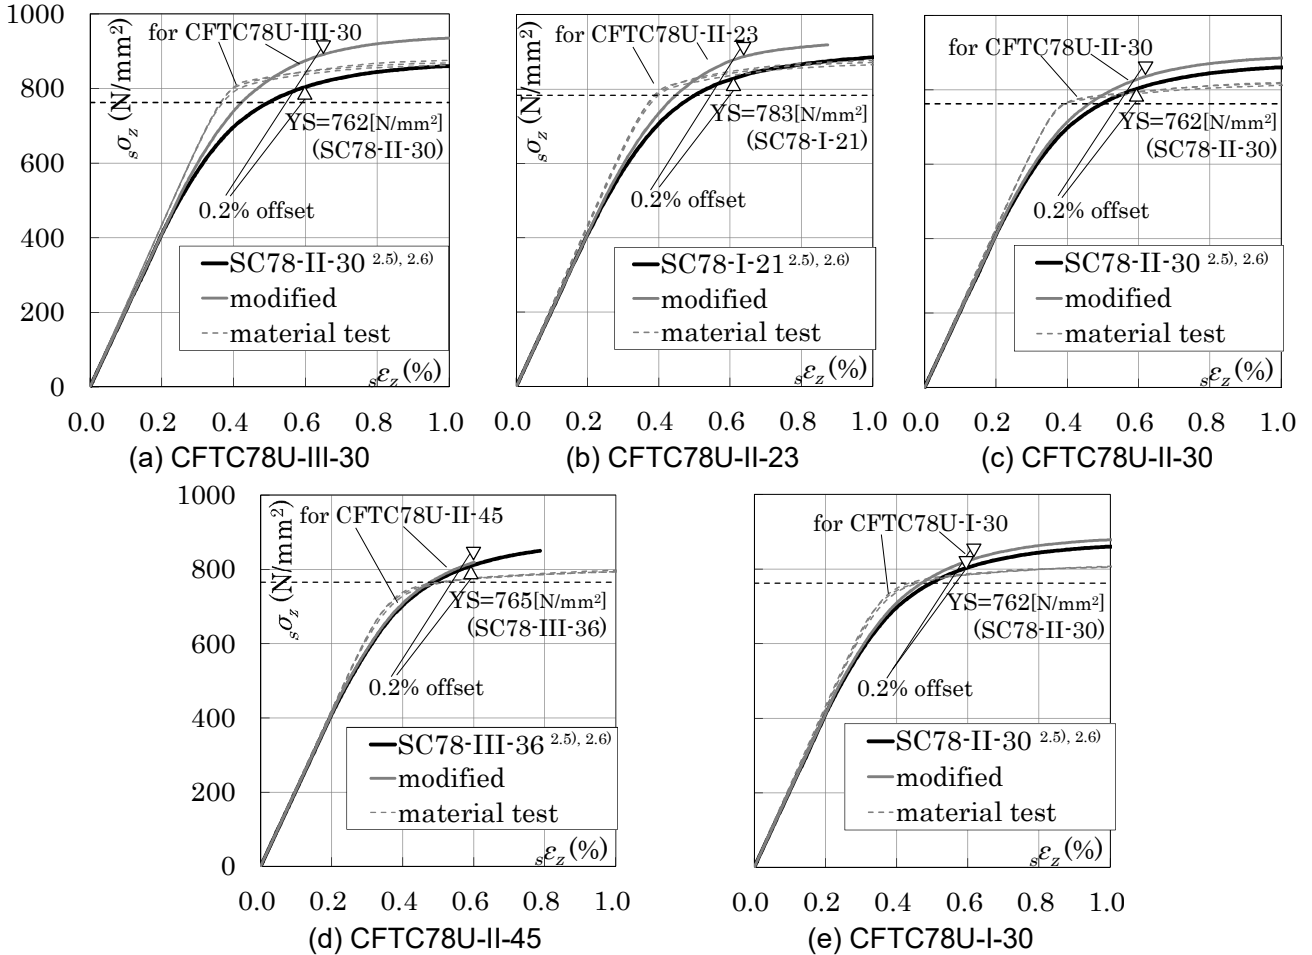 1000
800
600
400
200
0
sσz (N/mm²)
for CFTC78U-III-30
YS=762[N/mm²]
(SC78-II-30)
0.2% offset
SC78-II-30 2.5), 2.6)
modified
material test
sεz (%)
0.0 0.2 0.4 0.6 0.8 1.0
(a) CFTC78U-III-30
sσz (N/mm²)
for CFTC78U-II-23
YS=783[N/mm²]
(SC78-I-21)
0.2% offset
SC78-I-21 2.5), 2.6)
modified
material test
sεz (%)
0.0 0.2 0.4 0.6 0.8 1.0
(b) CFTC78U-II-23
for CFTC78U-II-30
YS=762[N/mm²]
(SC78-II-30)
0.2% offset
SC78-II-30 2.5), 2.6)
modified
material test
sεz (%)
0.0 0.2 0.4 0.6 0.8 1.0
(c) CFTC78U-II-30
1000
800
600
400
200
0
sσz (N/mm²)
for CFTC78U-II-45
YS=765[N/mm²]
(SC78-III-36)
0.2% offset
SC78-III-36 2.5), 2.6)
modified
material test
sεz (%)
0.0 0.2 0.4 0.6 0.8 1.0
(d) CFTC78U-II-45
for CFTC78U-I-30
YS=762[N/mm²]
(SC78-II-30)
0.2% offset
SC78-II-30 2.5), 2.6)
modified
material test
sεz (%)
0.0 0.2 0.4 0.6 0.8 1.0
(e) CFTC78U-I-30